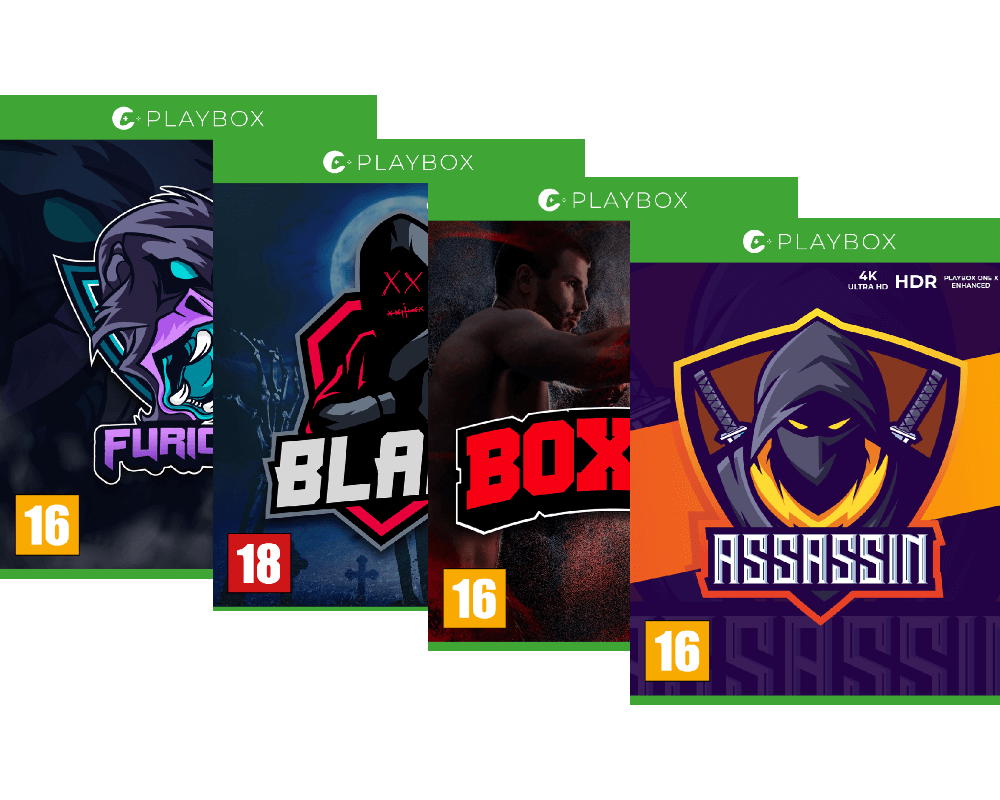 PLAYBOX
FURIO
16
PLAYBOX
BLA
18
PLAYBOX
BOX
16
PLAYBOX
4K
ULTRA HD
HDR
PLAYBOX ONE X
ENHANCED
ASSASSIN
16
ASSASSIN